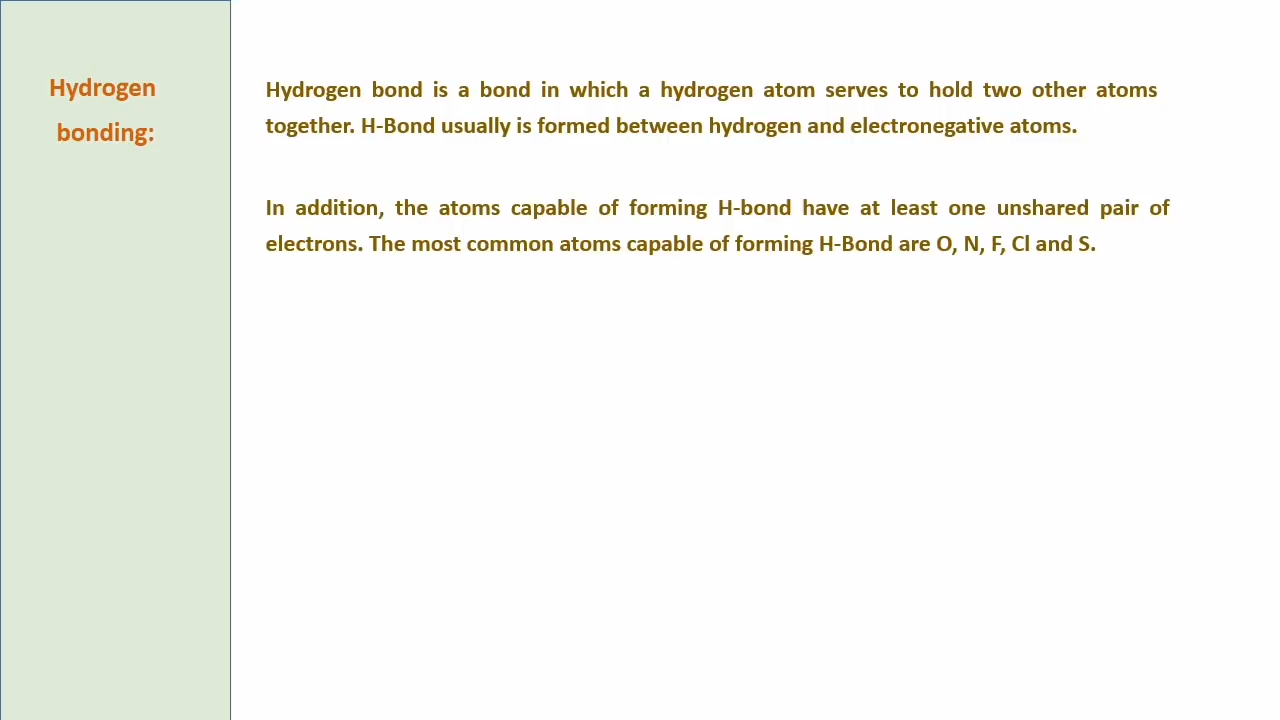 Hydrogen
bonding:
Hydrogen bond is a bond in which a hydrogen atom serves to hold two other atoms
together. H-Bond usually is formed between hydrogen and electronegative atoms.
In addition, the atoms capable of forming H-bond have at least one unshared pair of
electrons. The most common atoms capable of forming H-Bond are O, N, F, Cl and S.